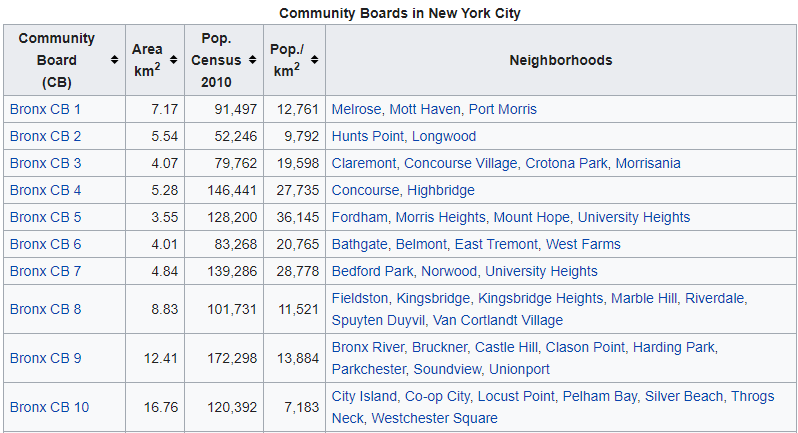 Community Boards in New York City
Community Board (CB) Area km² Pop. Census 2010 Pop./ km² Neighborhoods
Bronx CB 1 7.17 91,497 12,761 Melrose, Mott Haven, Port Morris
Bronx CB 2 5.54 52,246 9,792 Hunts Point, Longwood
Bronx CB 3 4.07 79,762 19,598 Claremont, Concourse Village, Crotona Park, Morrisania
Bronx CB 4 5.28 146,441 27,735 Concourse, Highbridge
Bronx CB 5 3.55 128,200 36,145 Fordham, Morris Heights, Mount Hope, University Heights
Bronx CB 6 4.01 83,268 20,765 Bathgate, Belmont, East Tremont, West Farms
Bronx CB 7 4.84 139,286 28,778 Bedford Park, Norwood, University Heights
Bronx CB 8 8.83 101,731 11,521 Fieldston, Kingsbridge, Kingsbridge Heights, Marble Hill, Riverdale,
Spuyten Duyvil, Van Cortlandt Village
Bronx CB 9 12.41 172,298 13,884 Bronx River, Bruckner, Castle Hill, Clason Point, Harding Park,
Parkchester, Soundview, Unionport
Bronx CB 10 16.76 120,392 7,183 City Island, Co-op City, Locust Point, Pelham Bay, Silver Beach, Throgs
Neck, Westchester Square